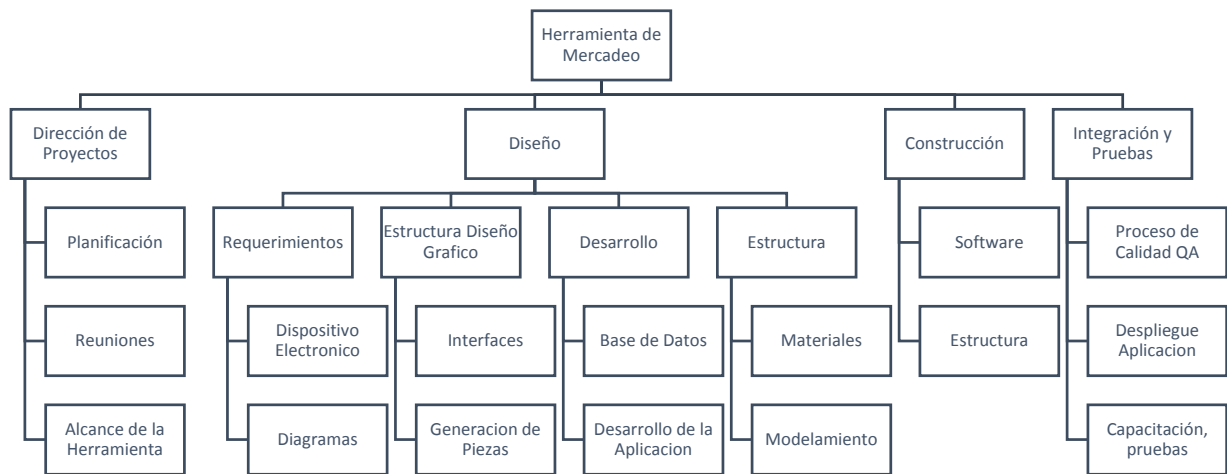 Herramienta de
Mercadeo
Dirección de
Proyectos
Diseño
Construcción
Integración y
Pruebas
Planificación
Requerimientos
Estructura Diseño
Grafico
Desarrollo
Estructura
Software
Proceso de
Calidad QA
Reuniones
Dispositivo
Electronico
Interfaces
Base de Datos
Materiales
Estructura
Despliegue
Aplicacion
Alcance de la
Herramienta
Diagramas
Generacion de
Piezas
Desarrollo de la
Aplicacion
Modelamiento
Capacitación,
pruebas